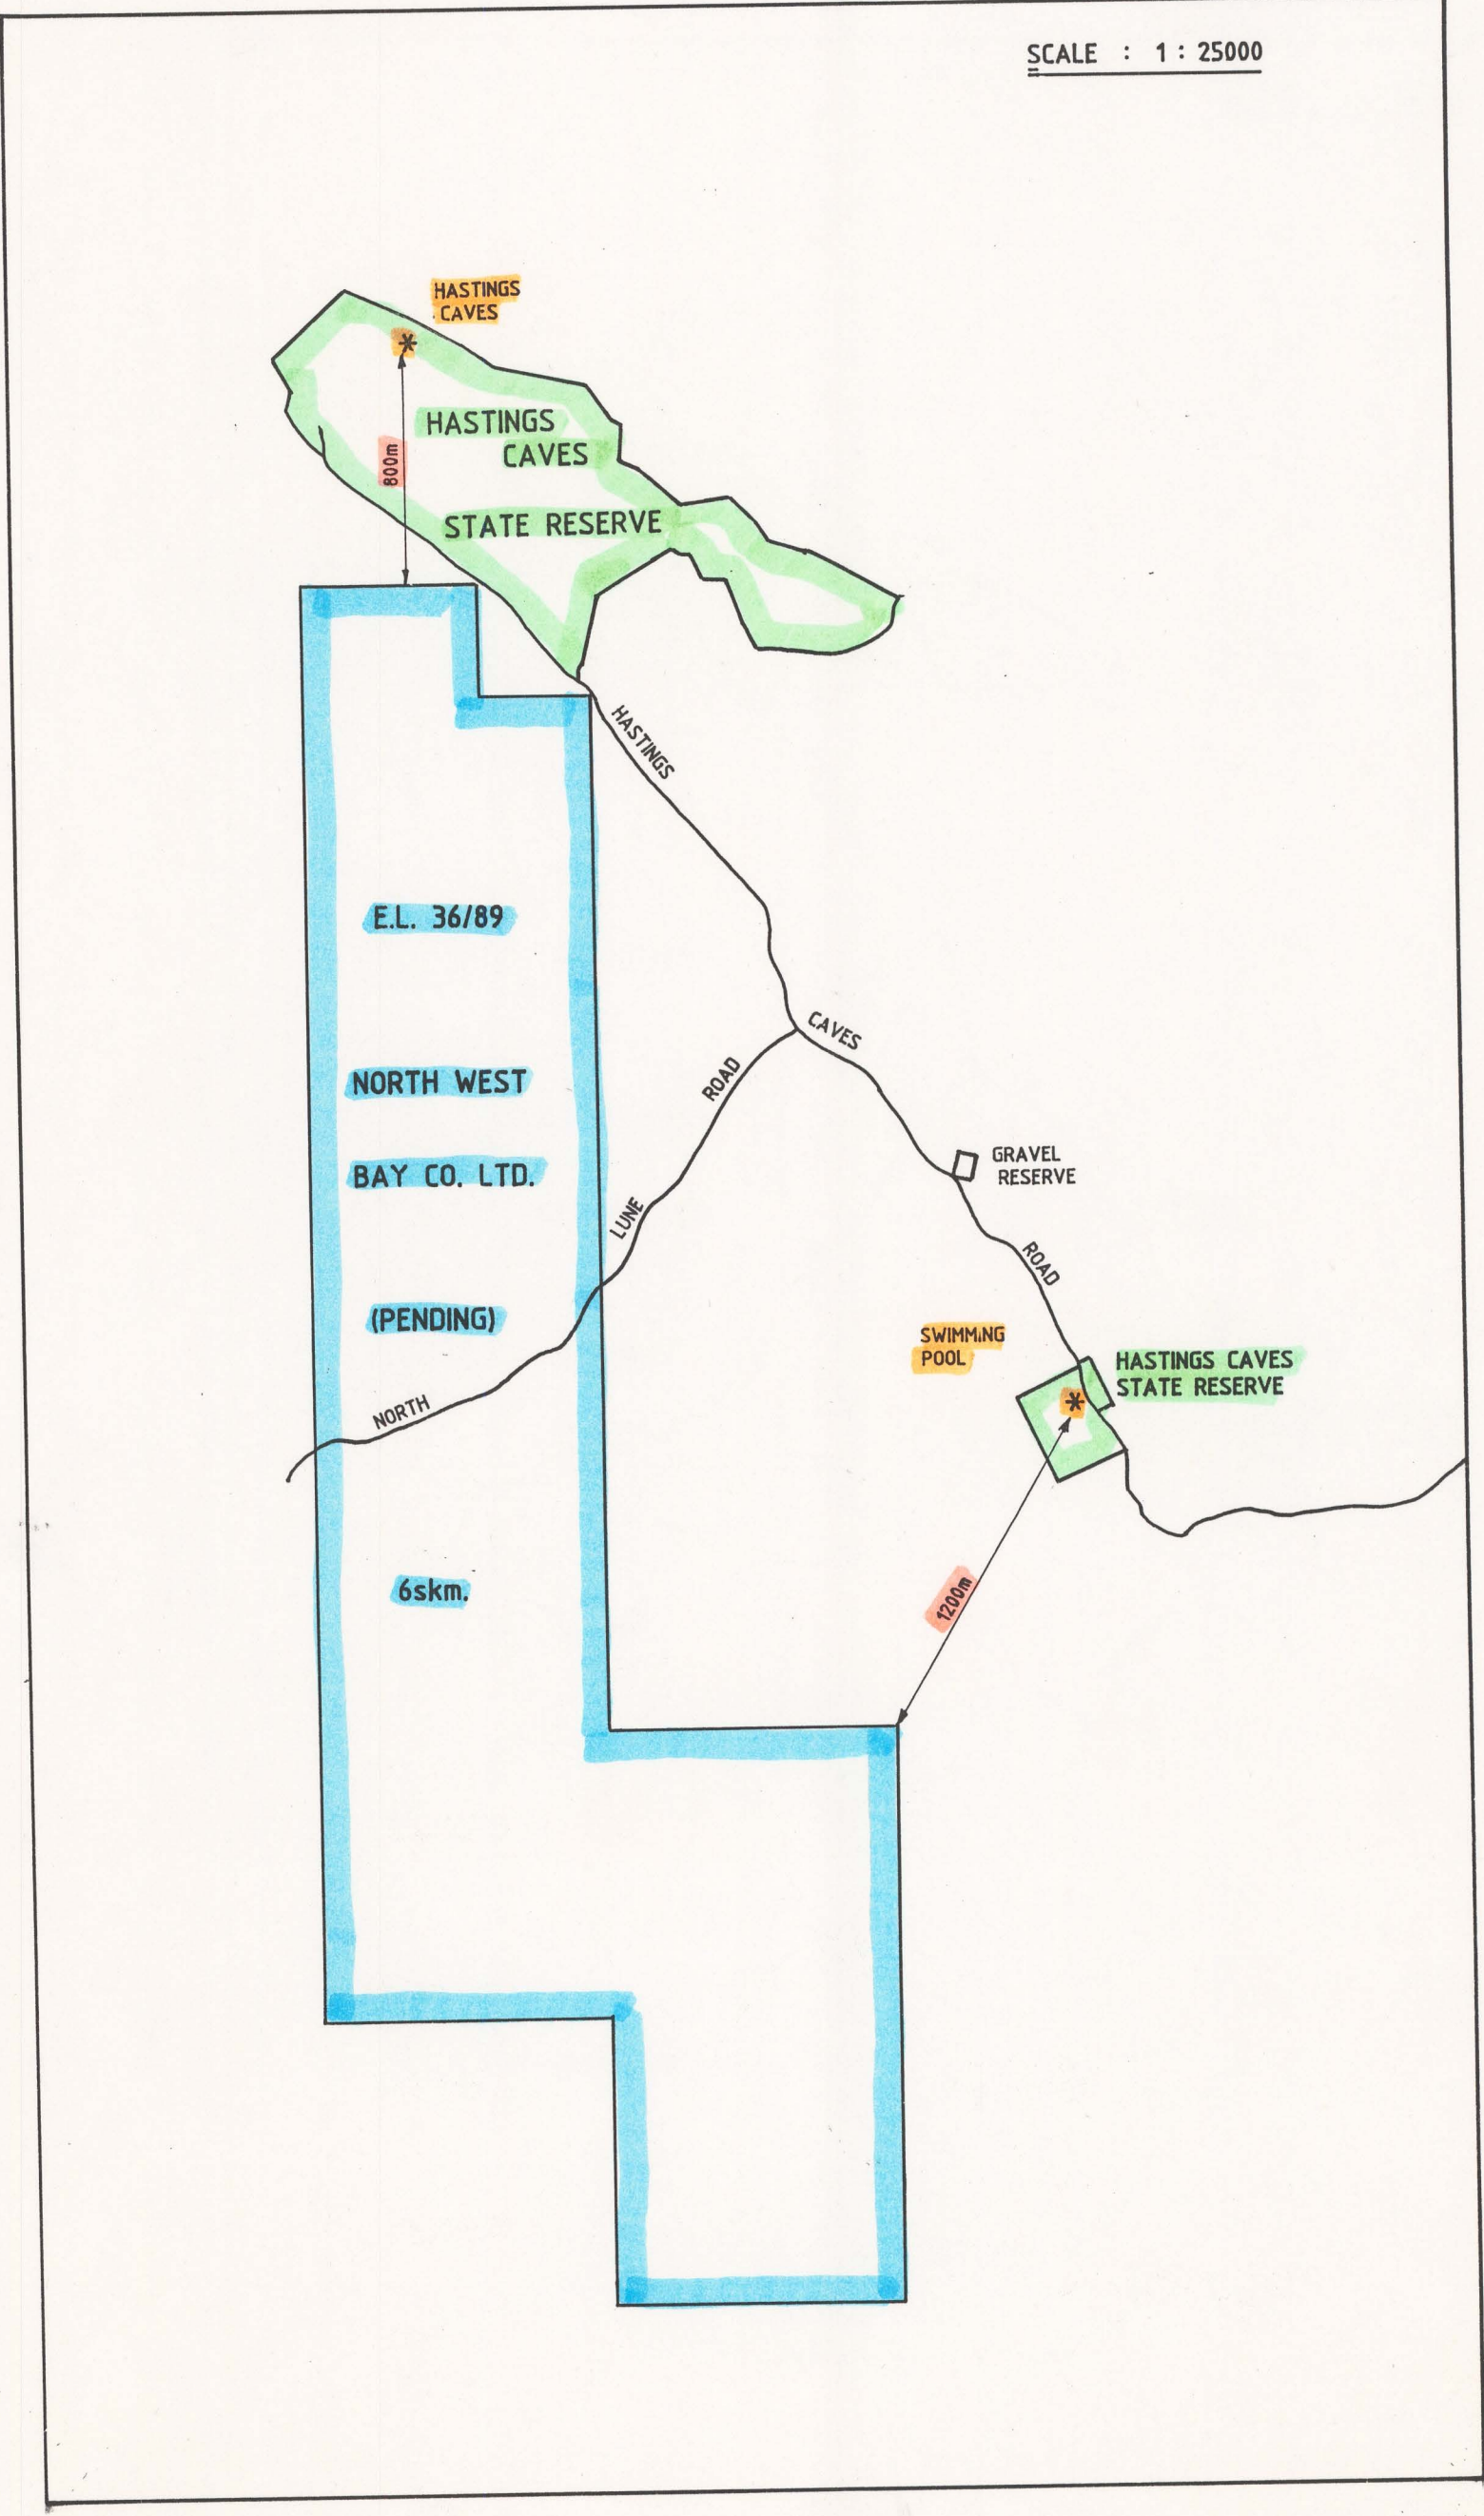 SCALE : 1 : 25000
HASTINGS
CAVES
HASTINGS
CAVES
800m
STATE RESERVE
HASTINGS
E.L. 36/89
CAVES
NORTH WEST
ROAD
BAY CO. LTD.
GRAVEL
RESERVE
LUNE
ROAD
(PENDING)
SWIMMING
POOL
HASTINGS CAVES
STATE RESERVE
NORTH
6skm.
1200m